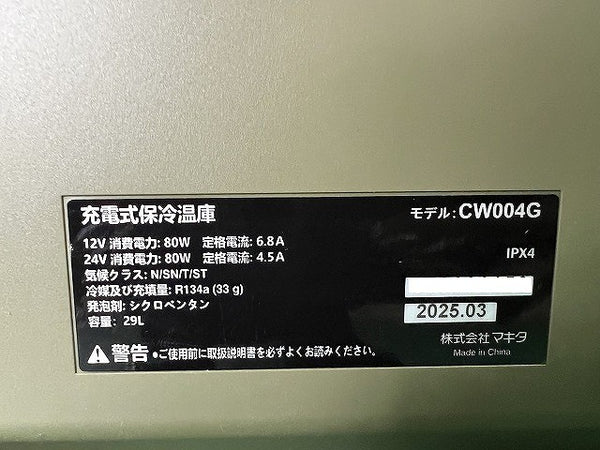 充電式保冷温庫
モデル: CW004G
12V 消費電力: 80W 定格電流: 6.8A
24V 消費電力: 80W 定格電流: 4.5A
気候クラス: N/SN/T/ST
冷媒及び充填量: R134a (33 g)
発泡剤: シクロペンタン
容量: 29L
IPX4
2025.03
株式会社 マキタ
Made in China
警告 •ご使用前に取扱説明書を必ずよくお読みください。